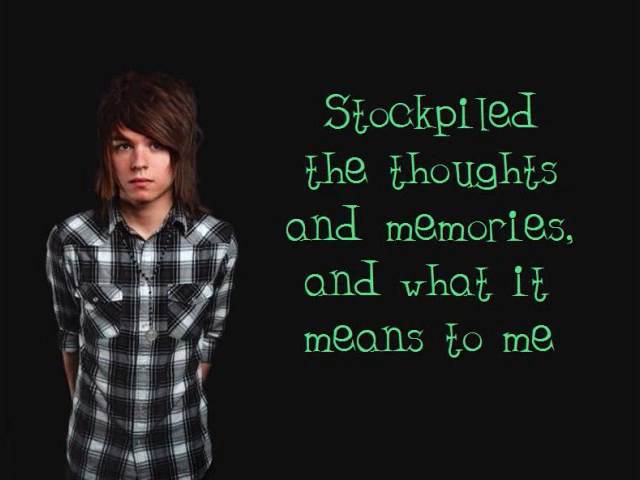 Stockpiled
the thoughts
and memories,
and what it
means to me